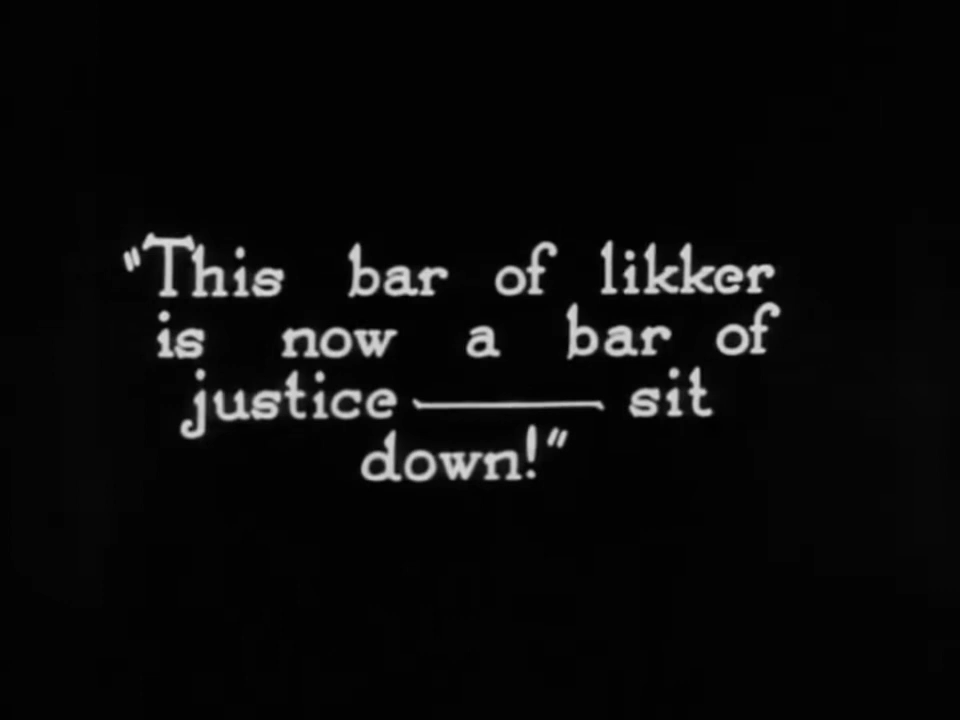 "This bar of likker
is now a bar of
justice —— sit
down!"